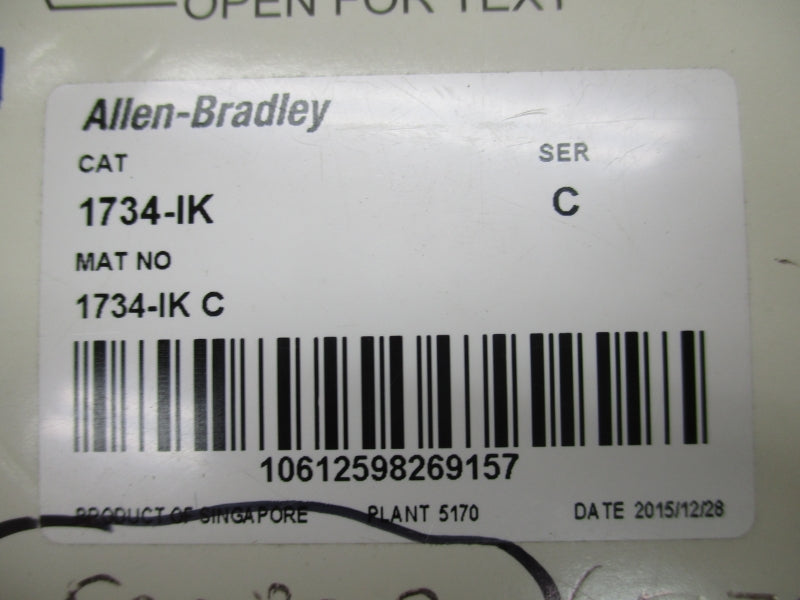 OPEN FOR TEXT
Allen-Bradley
CAT SER
1734-IK C
MAT NO
1734-IK C
10612598269157
PRODUCT OF SINGAPORE PLANT 5170 DATE 2015/12/28